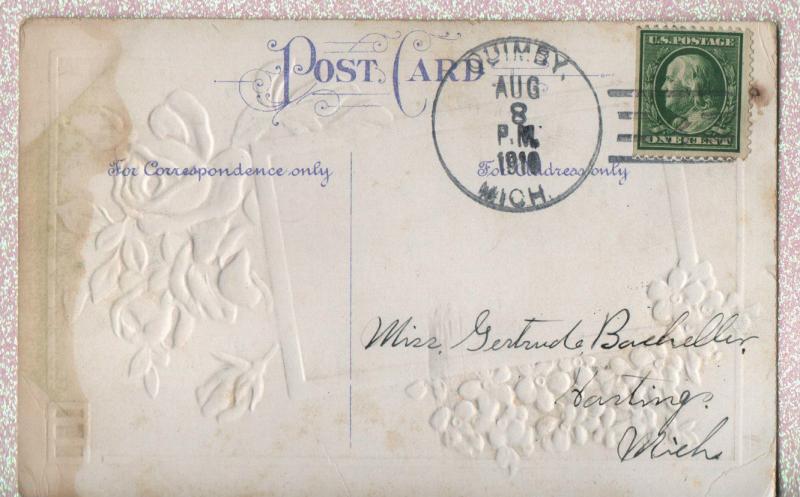 POST CARD
For Correspondence only
For Address only
QUIMBY,
AUG
8
P.M.
1910
MICH.
U.S. POSTAGE
ONE CENT
Miss Gertrude Bacheller,
Hastings
Mich